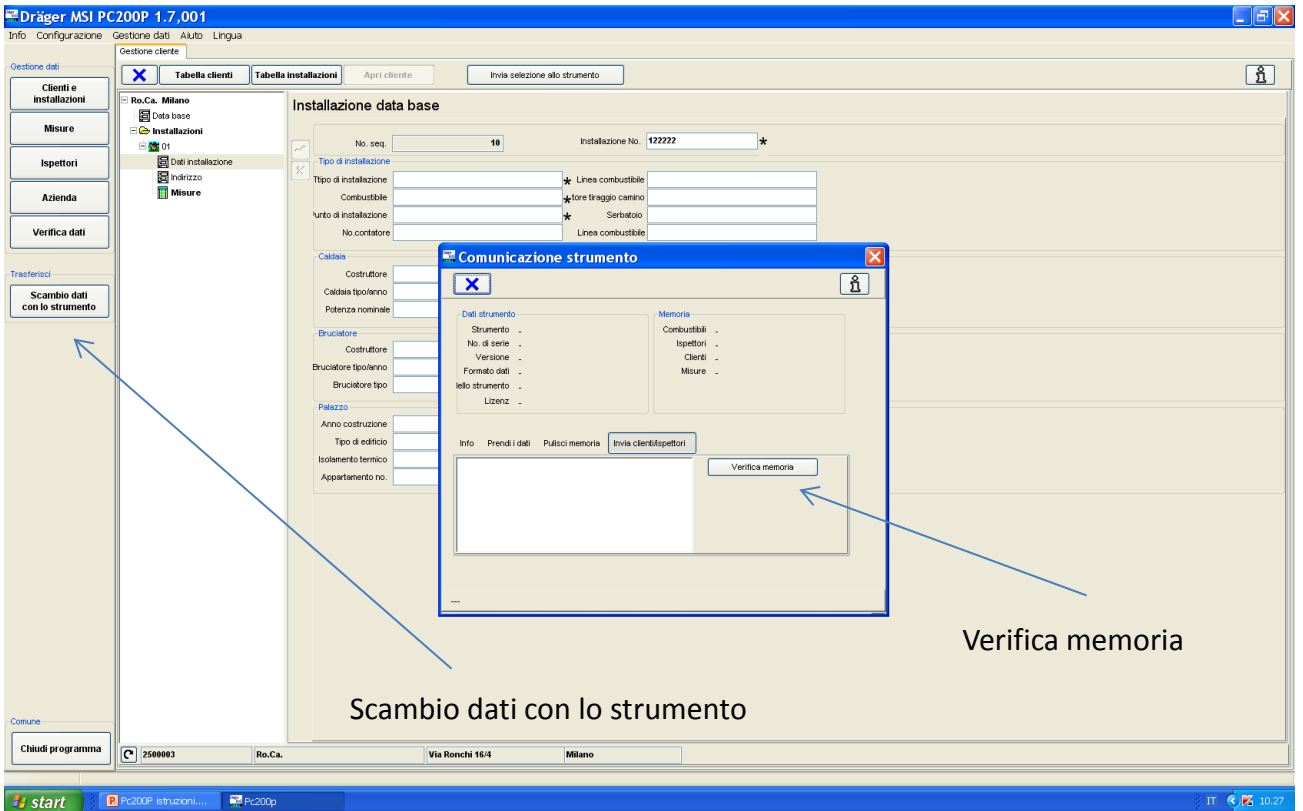 Dräger MSI PC200P 1.7,001
Info Configurazione Gestione dati Aiuto Lingua
Gestione cliente
Gestione dati
Clienti e
installazioni
Misure
Ispettori
Azienda
Verifica dati
Trasferisci
Scambio dati
con lo strumento
Comune
Chiudi programma
Tabella clienti Tabella installazioni Apri cliente Invia selezione allo strumento
Ro.Ca. Milano
Data base
Installazioni
01
Dati installazione
Indirizzo
Misure
Installazione data base
No. seq. 10 Installazione No. 122222 *
Tipo di installazione
Ttipo di installazione * Linea combustibile
Combustibile * tore tiraggio camino
unto di installazione * Serbatoio
No.contatore Linea combustibile
Caldaia
Costruttore
Caldaia tipo/anno
Potenza nominale
Bruciatore
Costruttore
Bruciatore tipo/anno
Bruciatore tipo
Palazzo
Anno costruzione
Tipo di edificio
Isolamento termico
Appartamento no.
Comunicazione strumento
Dati strumento
Strumento -
No. di serie -
Versione -
Formato dati -
lello strumento -
Lizenz -
Memoria
Combustibili -
Ispettori -
Clienti -
Misure -
Info Prendi i dati Pulisci memoria Invia clienti/ispettori
Verifica memoria
---
Verifica memoria
Scambio dati con lo strumento
2500003 Ro.Ca. Via Ronchi 16/4 Milano
start Pc200P istruzioni.... Pc200p IT 10.27